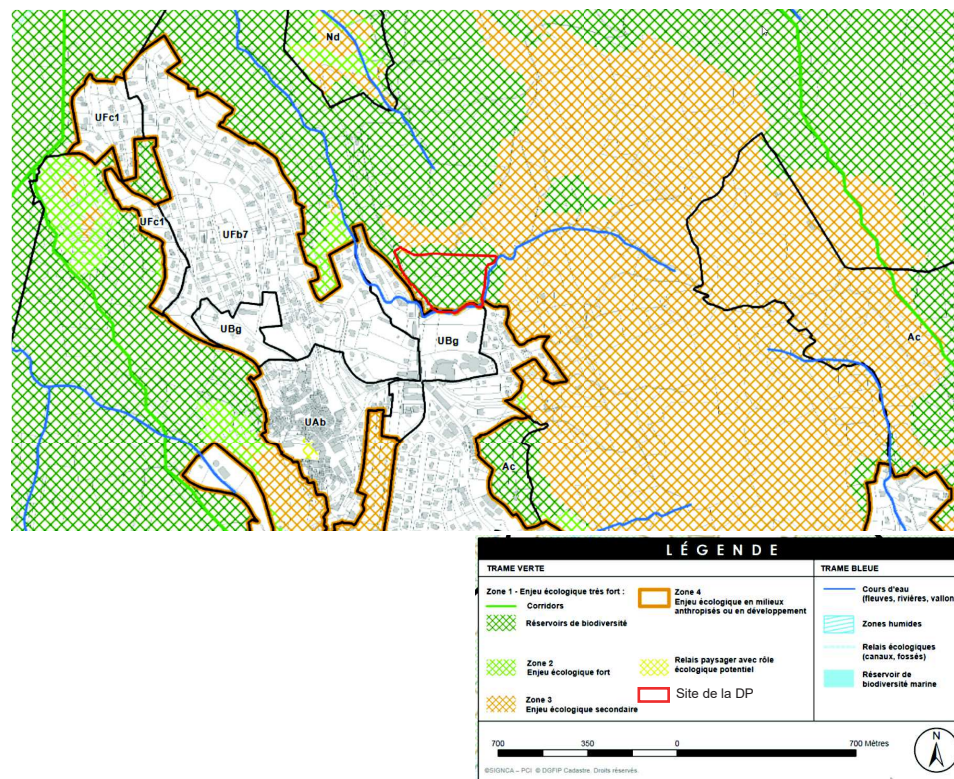 Nd
UFc1
UFc1
UFb7
UBg
UBg
Ac
UAb
Ac
LÉGENDE
TRAME VERTE
Zone 1 - Enjeu écologique très fort :
Corridors
Réservoirs de biodiversité
Zone 2
Enjeu écologique fort
Zone 3
Enjeu écologique secondaire
Zone 4
Enjeu écologique en milieux
anthropisés ou en développement
Relais paysager avec rôle
écologique potentiel
Site de la DP
TRAME BLEUE
Cours d'eau
(fleuves, rivières, vallon
Zones humides
Relais écologiques
(canaux, fossés)
Réservoir de
biodiversité marine
700 350 0 700 Mètres
N
©SIGNCA – PCI © DGFiP Cadastre. Droits réservés.